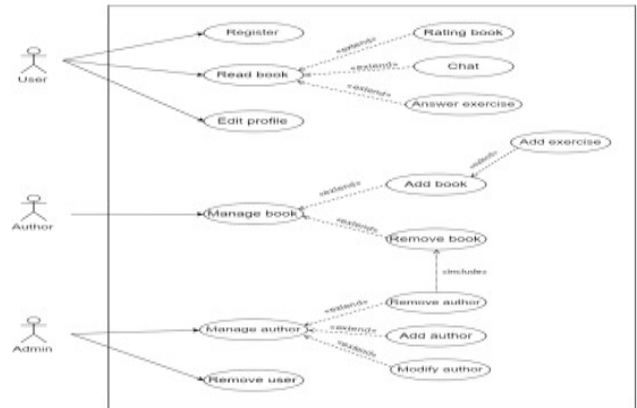 Register
Rating book
«extend»
User
Read book
«extend»
Chat
«extend»
Answer exercise
Edit profile
Add exercise
«extend»
Add book
«extend»
Author
Manage book
«extend»
Remove book
«include»
Remove author
«extend»
Admin
Manage author
«extend»
Add author
«extend»
Modify author
Remove user